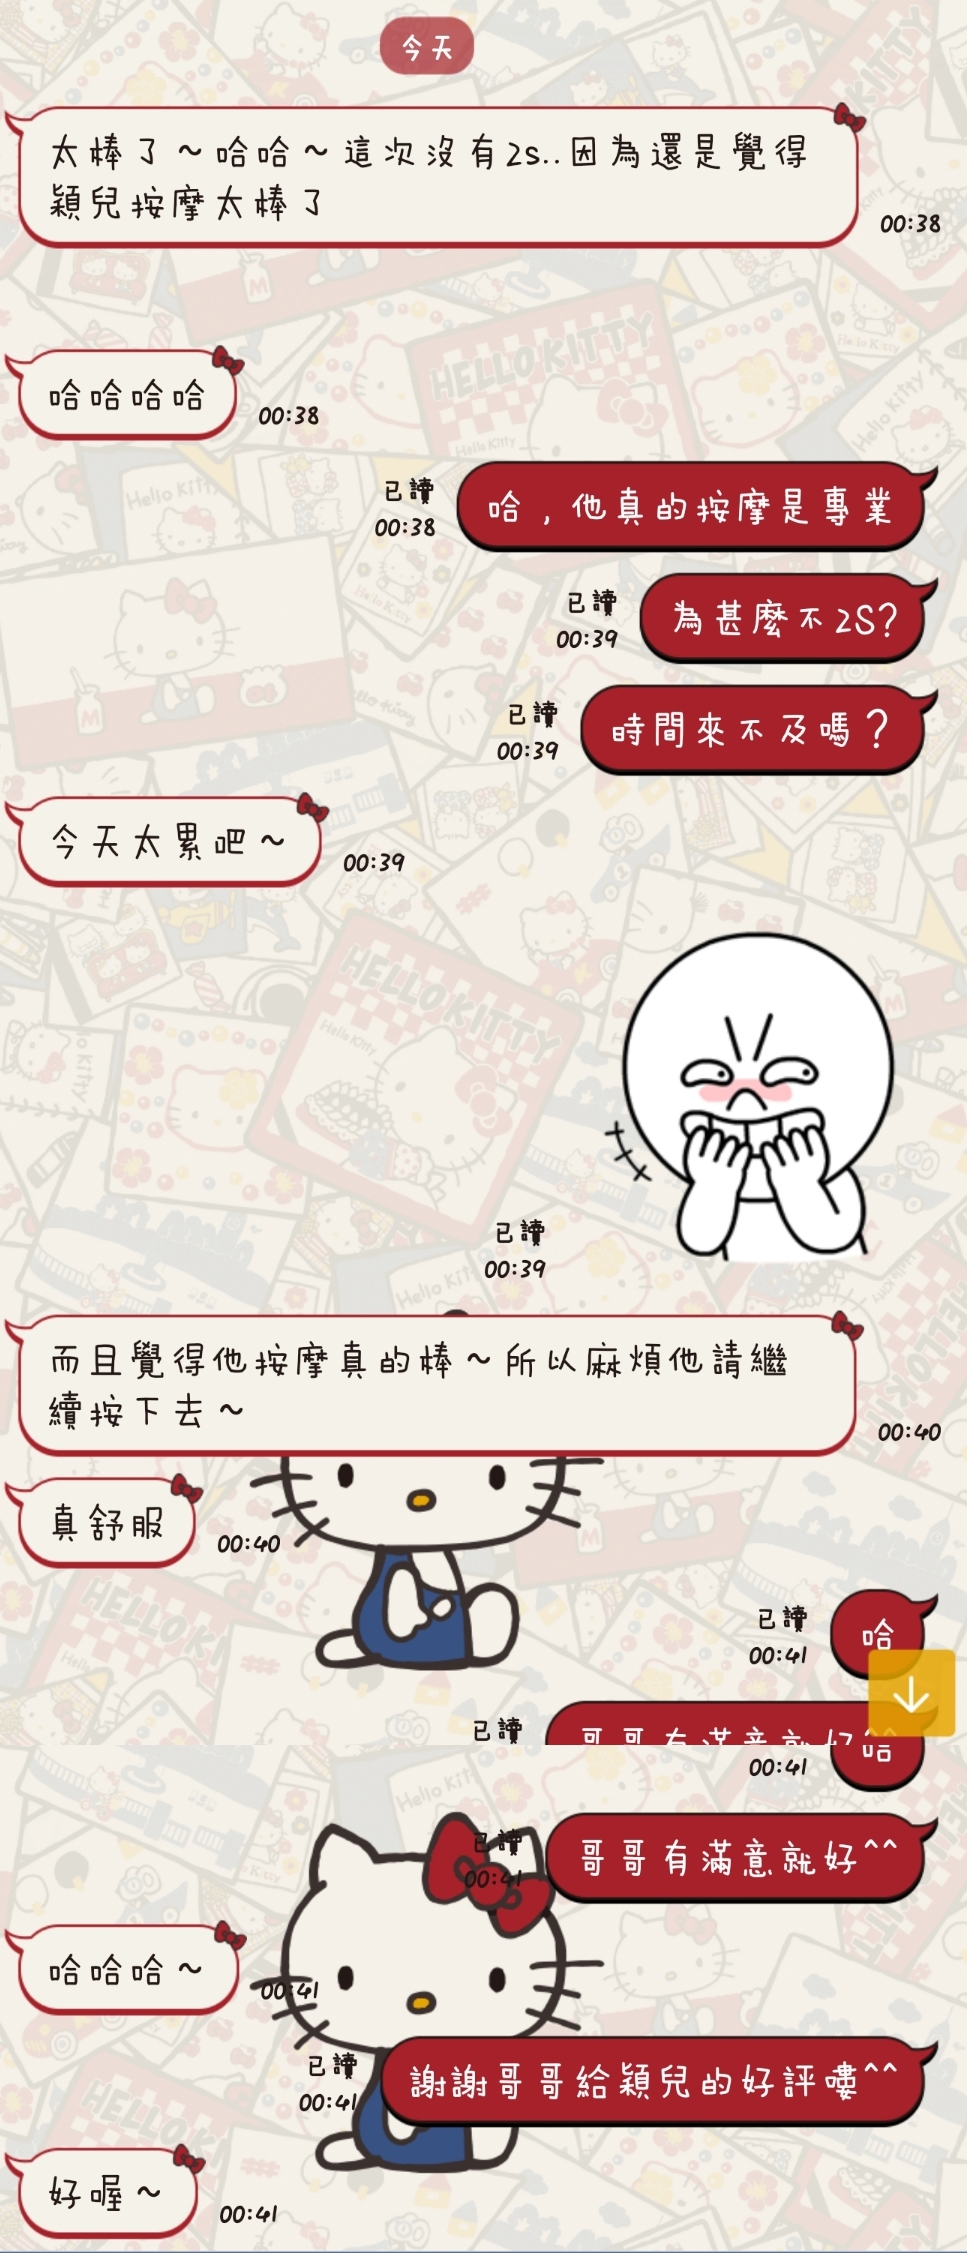 今天
太棒了～哈哈～這次沒有2s..因為還是覺得
穎兒按摩太棒了
00:38
哈哈哈哈
00:38
已讀
00:38
哈，他真的按摩是專業
已讀
00:39
為甚麼不2S?
已讀
00:39
時間來不及嗎？
今天太累吧～
00:39
已讀
00:39
而且覺得他按摩真的棒～所以麻煩他請繼
續按下去～
00:40
真舒服
00:40
已讀
00:41
哈
已讀
哥哥有滿意就好^^
00:41
哈
已讀
00:41
哥哥有滿意就好^^
哈哈哈～
00:41
已讀
00:41
謝謝哥哥給穎兒的好評嘍^^
好喔～
00:41